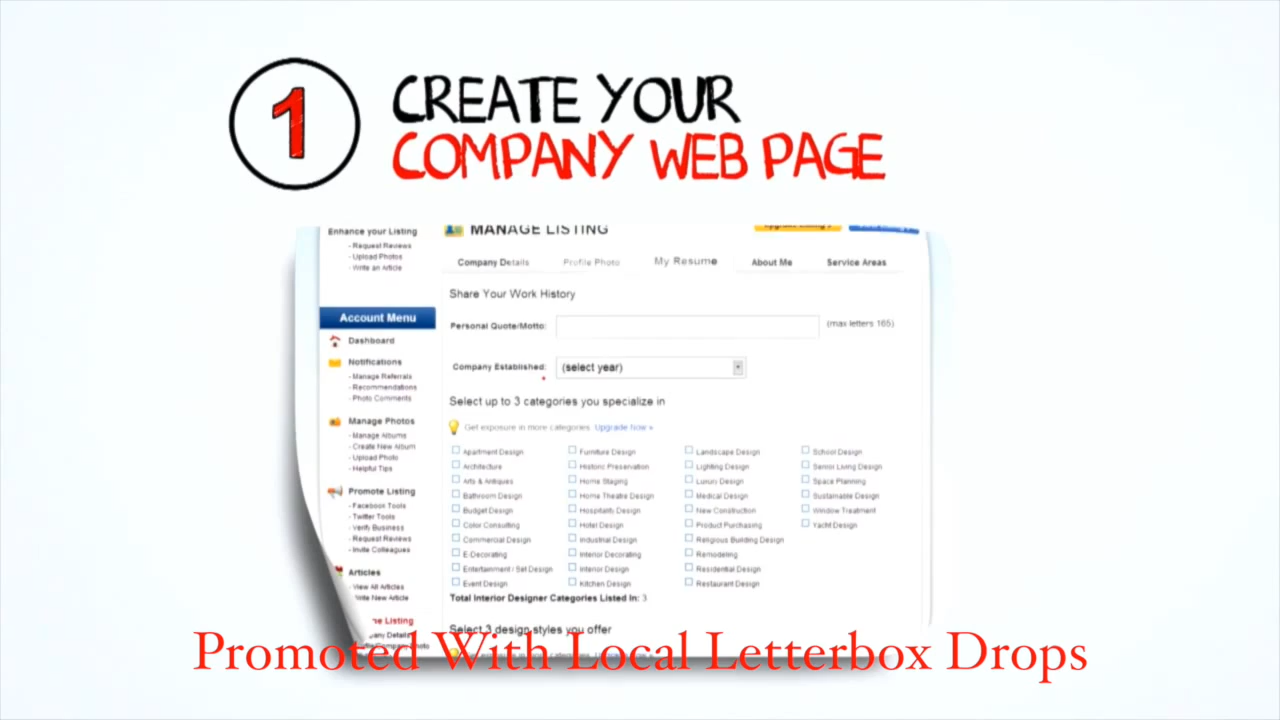 1
CREATE YOUR
COMPANY WEB PAGE
Enhance your Listing
- Request Reviews
- Upload Photos
- Write an Article
Account Menu
Dashboard
Notifications
- Manage Referrals
- Recommendations
- Photo Comments
Manage Photos
- Manage Albums
- Create New Album
- Upload Photo
- Helpful Tips
Promote Listing
- Facebook Tools
- Twitter Tools
- Verify Business
- Request Reviews
- Invite Colleagues
Articles
- View All Articles
Write New Article
Listing
MANAGE LISTING
Company Details Profile Photo My Resume About Me Service Areas
Share Your Work History
Personal Quote/Motto: (max letters 165)
Company Established: (select year)
Select up to 3 categories you specialize in
Get exposure in more categories. Upgrade Now »
Apartment Design Furniture Design Landscape Design School Design
Architecture Historic Preservation Lighting Design Senior Living Design
Arts & Antiques Home Staging Luxury Design Space Planning
Bathroom Design Home Theatre Design Medical Design Sustainable Design
Budget Design Hospitality Design New Construction Window Treatment
Color Consulting Hotel Design Product Purchasing Yacht Design
Commercial Design Industrial Design Religious Building Design
E-Decorating Interior Decorating Remodeling
Entertainment / Set Design Interior Design Residential Design
Event Design Kitchen Design Restaurant Design
Total Interior Designer Categories Listed In: 3
Select 3 design styles you offer
Promoted With Local Letterbox Drops